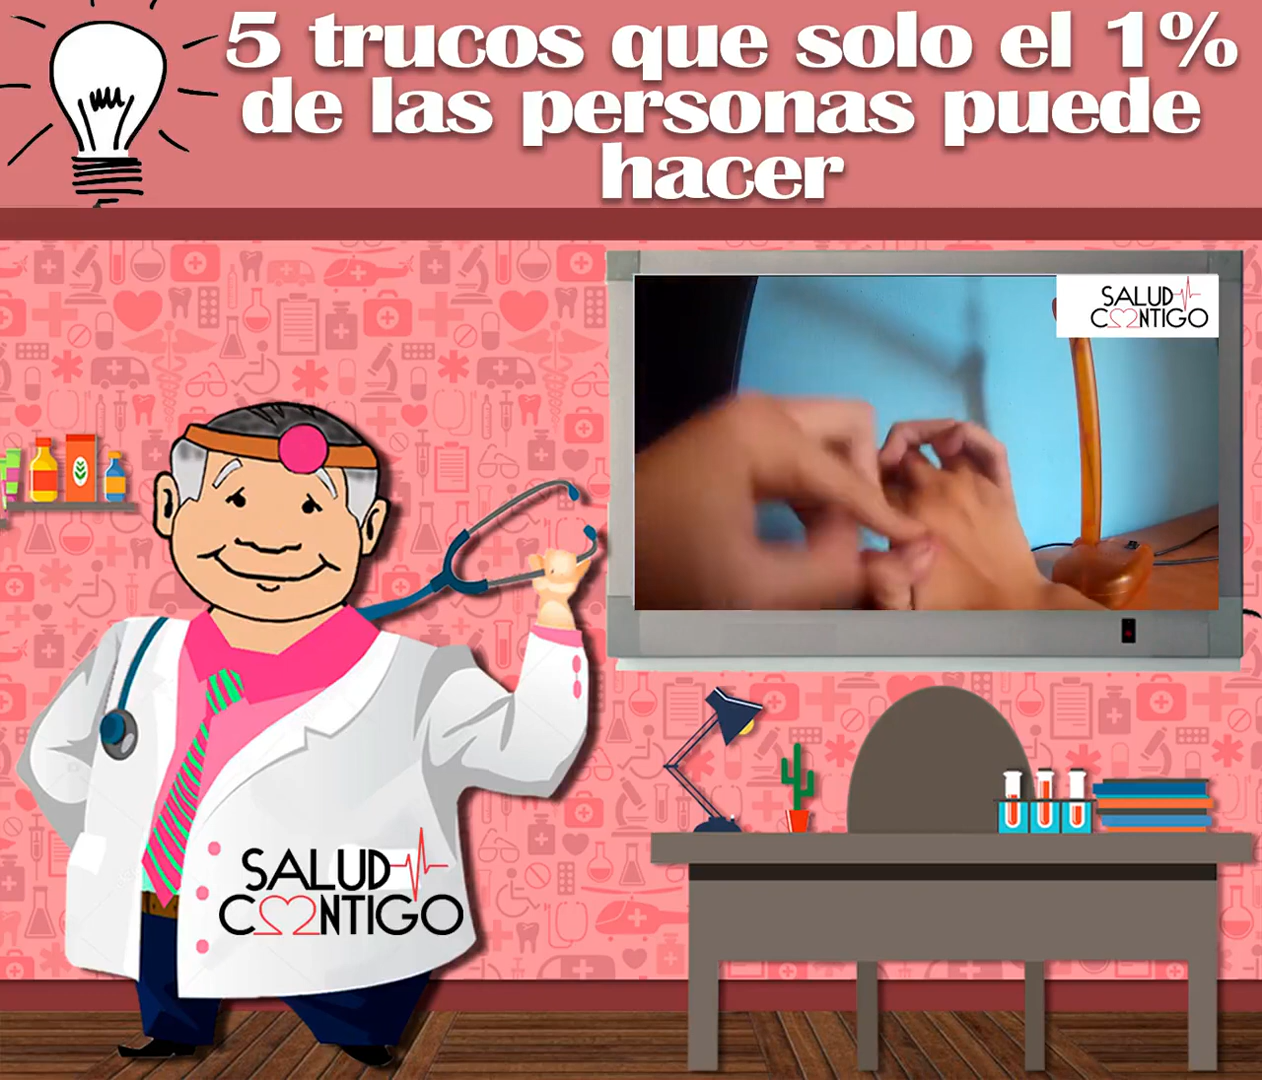 5 trucos que solo el 1%
de las personas puede
hacer
SALUD
CONTIGO
SALUD
CONTIGO